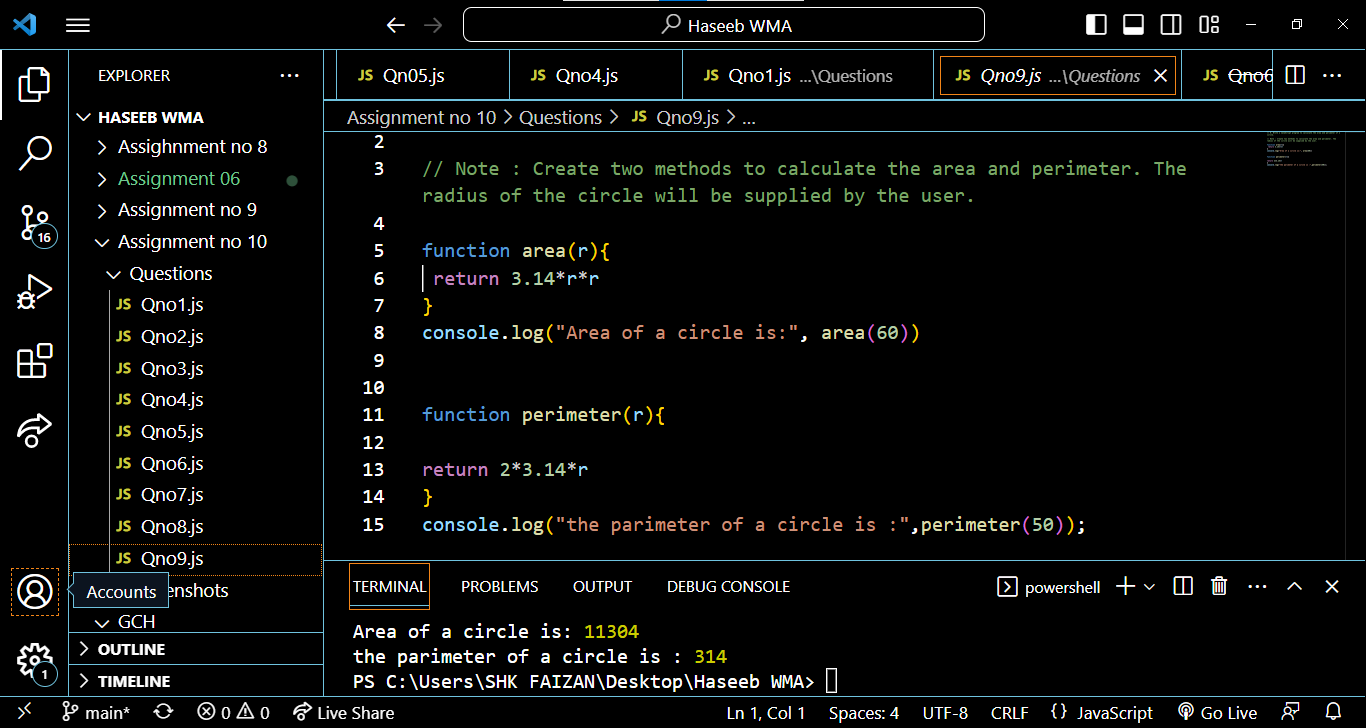 Haseeb WMA
EXPLORER
HASEEB WMA
Assighnment no 8
Assignment 06
Assignment no 9
Assignment no 10
Questions
JS Qno1.js
JS Qno2.js
JS Qno3.js
JS Qno4.js
JS Qno5.js
JS Qno6.js
JS Qno7.js
JS Qno8.js
JS Qno9.js
enshots
GCH
OUTLINE
TIMELINE
16
Accounts
1
JS Qn05.js
JS Qno4.js
JS Qno1.js ...\Questions
JS Qno9.js ...\Questions
JS Qno6
Assignment no 10 > Questions > JS Qno9.js > ...
2
3 // Note : Create two methods to calculate the area and perimeter. The
radius of the circle will be supplied by the user.
4
5 function area(r){
6 return 3.14*r*r
7 }
8 console.log("Area of a circle is:", area(60))
9
10
11 function perimeter(r){
12
13 return 2*3.14*r
14 }
15 console.log("the parimeter of a circle is :",perimeter(50));
TERMINAL PROBLEMS OUTPUT DEBUG CONSOLE
powershell
Area of a circle is: 11304
the parimeter of a circle is : 314
PS C:\Users\SHK FAIZAN\Desktop\Haseeb WMA>
main* 0 0 Live Share
Ln 1, Col 1 Spaces: 4 UTF-8 CRLF {} JavaScript Go Live